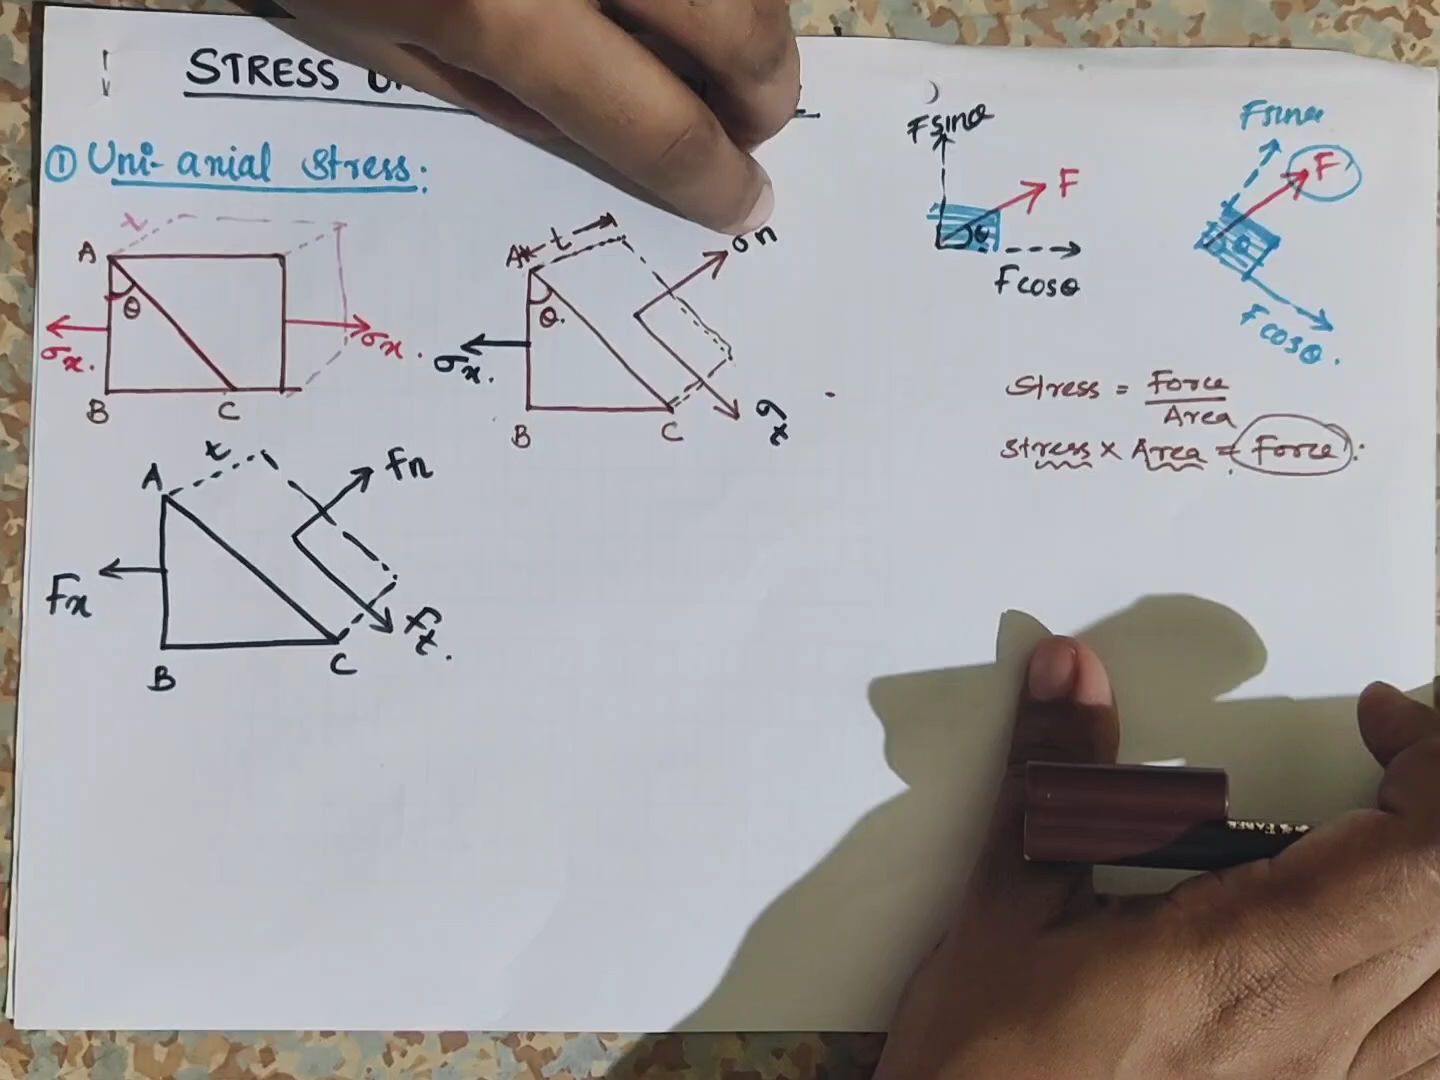 STRESS
① Uni-anial stress:
t
A
θ
σx.
σx.
B
C
A
t
σn
θ.
σx.
B
C
σt
A
t
Fn
Fx
Ft.
B
C
Fsinθ
F
θ
Fcosθ
Fsinθ
F
θ
Fcosθ.
Stress = Force
Area
Stress × Area = Force: